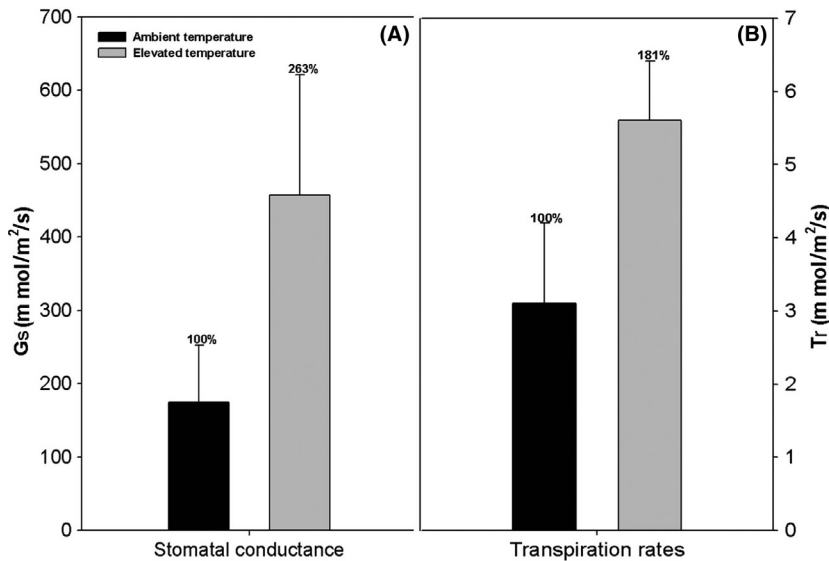 700
600
500
400
300
200
100
0
Gs (m mol/m²/s)
Ambient temperature
Elevated temperature
(A)
263%
100%
Stomatal conductance
(B)
181%
100%
Transpiration rates
7
6
5
4
3
2
1
0
Tr (m mol/m²/s)